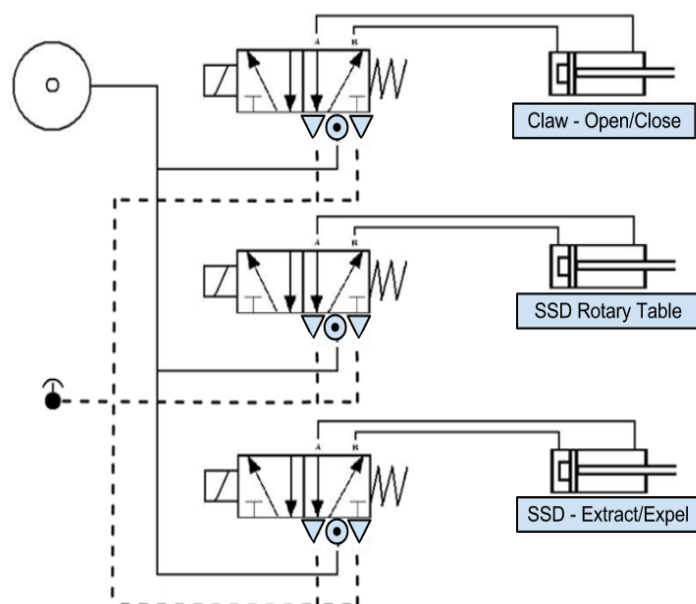 A B
Claw - Open/Close
A B
SSD Rotary Table
A B
SSD - Extract/Expel